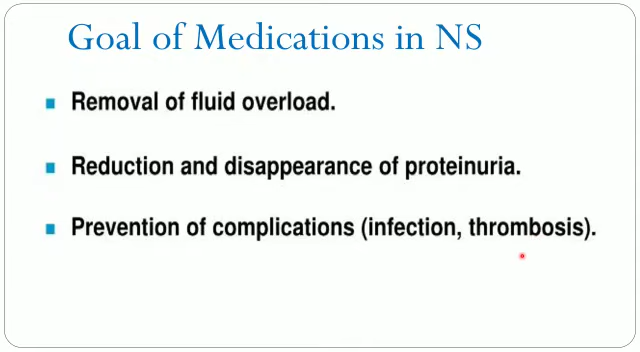 Goal of Medications in NS
Removal of fluid overload.
Reduction and disappearance of proteinuria.
Prevention of complications (infection, thrombosis).